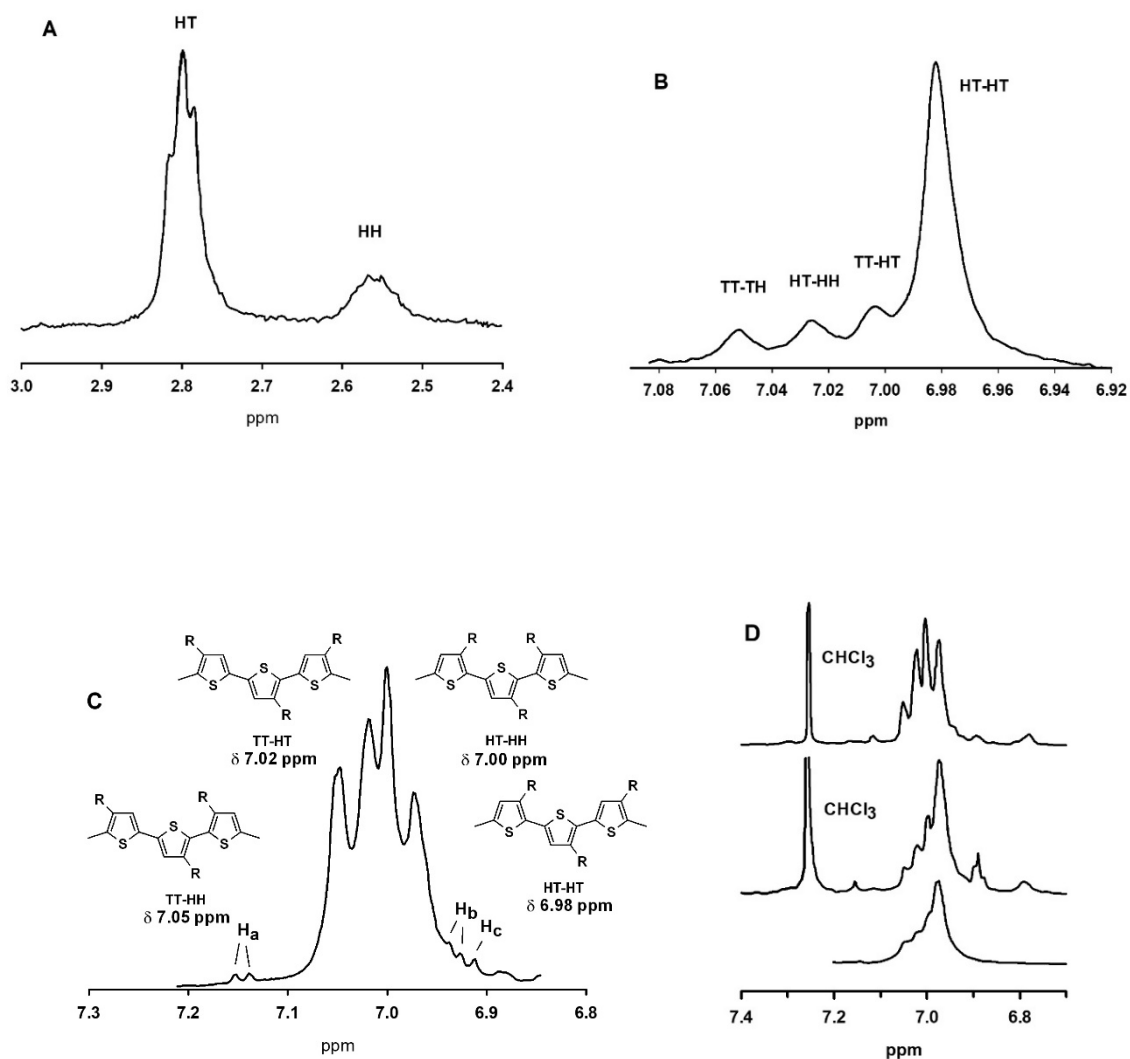 A
HT
HH
3.0 2.9 2.8 2.7 2.6 2.5 2.4
ppm
B
HT-HT
TT-HT
HT-HH
TT-TH
7.08 7.06 7.04 7.02 7.00 6.98 6.96 6.94 6.92
ppm
C
R R
S
S S
R
TT-HT
δ 7.02 ppm
R R
S
S S
R
HT-HH
δ 7.00 ppm
R R
S
S S
R
TT-HH
δ 7.05 ppm
R R
S
S S
R
HT-HT
δ 6.98 ppm
Ha
Hb
Hc
7.3 7.2 7.1 7.0 6.9 6.8
ppm
D
CHCl3
CHCl3
7.4 7.2 7.0 6.8
ppm